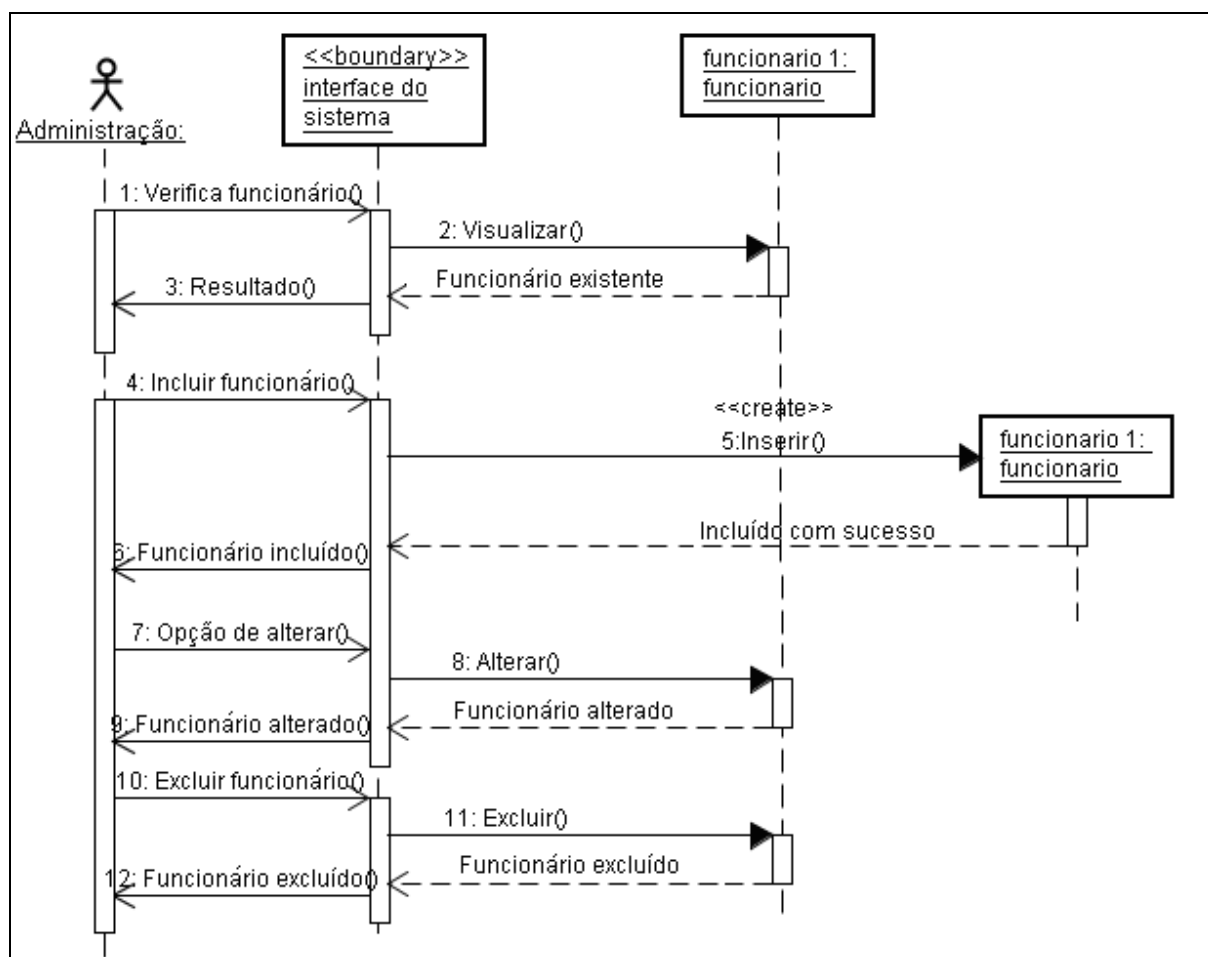 <<boundary>>
interface do
sistema
funcionario 1:
funcionario
Administração:
1: Verifica funcionário()
2: Visualizar()
Funcionário existente
3: Resultado()
4: Incluir funcionário()
<<create>>
5:Inserir()
funcionario 1:
funcionario
Incluído com sucesso
6: Funcionário incluído()
7: Opção de alterar()
8: Alterar()
Funcionário alterado
9: Funcionário alterado()
10: Excluir funcionário()
11: Excluir()
Funcionário excluído
12: Funcionário excluído()